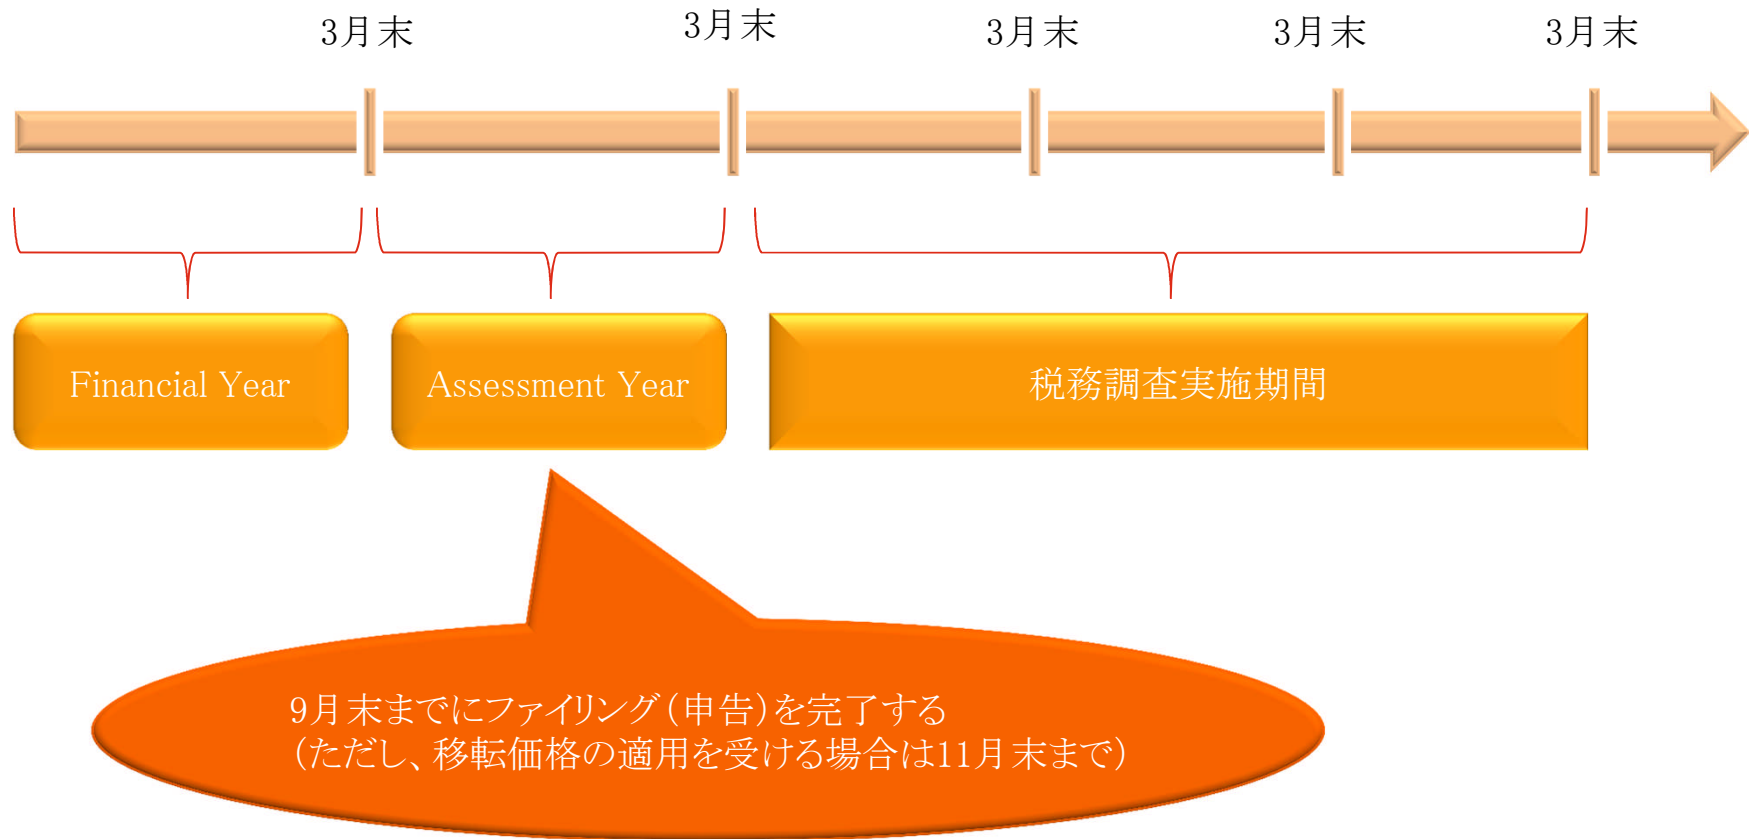 3月末
3月末
3月末
3月末
3月末
Financial Year
Assessment Year
税務調査実施期間
9月末までにファイリング(申告)を完了する
(ただし、移転価格の適用を受ける場合は11月末まで)